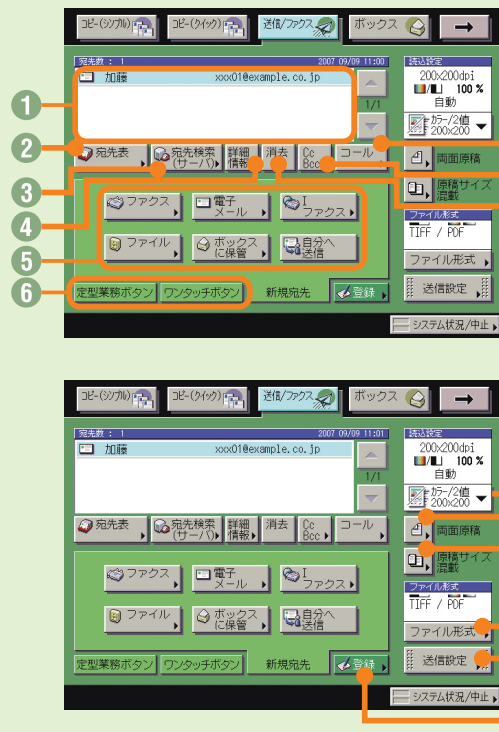 コピー(シンプル)
コピー(クイック)
送信/ファクス
ボックス
宛先数 : 1
2007 09/09 11:00
加藤
xxx01@example.co.jp
1/1
読込設定
200x200dpi
100 %
自動
カラー/2値
200x200
1
2
宛先表
宛先検索
(サーバ)
詳細
情報
消去
Cc
Bcc
コール
両面原稿
3
4
原稿サイズ
混載
ファクス
電子
メール
I
ファクス
ファイル形式
TIFF / PDF
5
ファイル
ボックス
に保管
自分へ
送信
ファイル形式
6
定型業務ボタン
ワンタッチボタン
新規宛先
登録
送信設定
システム状況/中止
コピー(シンプル)
コピー(クイック)
送信/ファクス
ボックス
宛先数 : 1
2007 09/09 11:01
加藤
xxx01@example.co.jp
1/1
読込設定
200x200dpi
100 %
自動
カラー/2値
200x200
宛先表
宛先検索
(サーバ)
詳細
情報
消去
Cc
Bcc
コール
両面原稿
原稿サイズ
混載
ファクス
電子
メール
I
ファクス
ファイル形式
TIFF / PDF
ファイル
ボックス
に保管
自分へ
送信
ファイル形式
定型業務ボタン
ワンタッチボタン
新規宛先
登録
送信設定
システム状況/中止